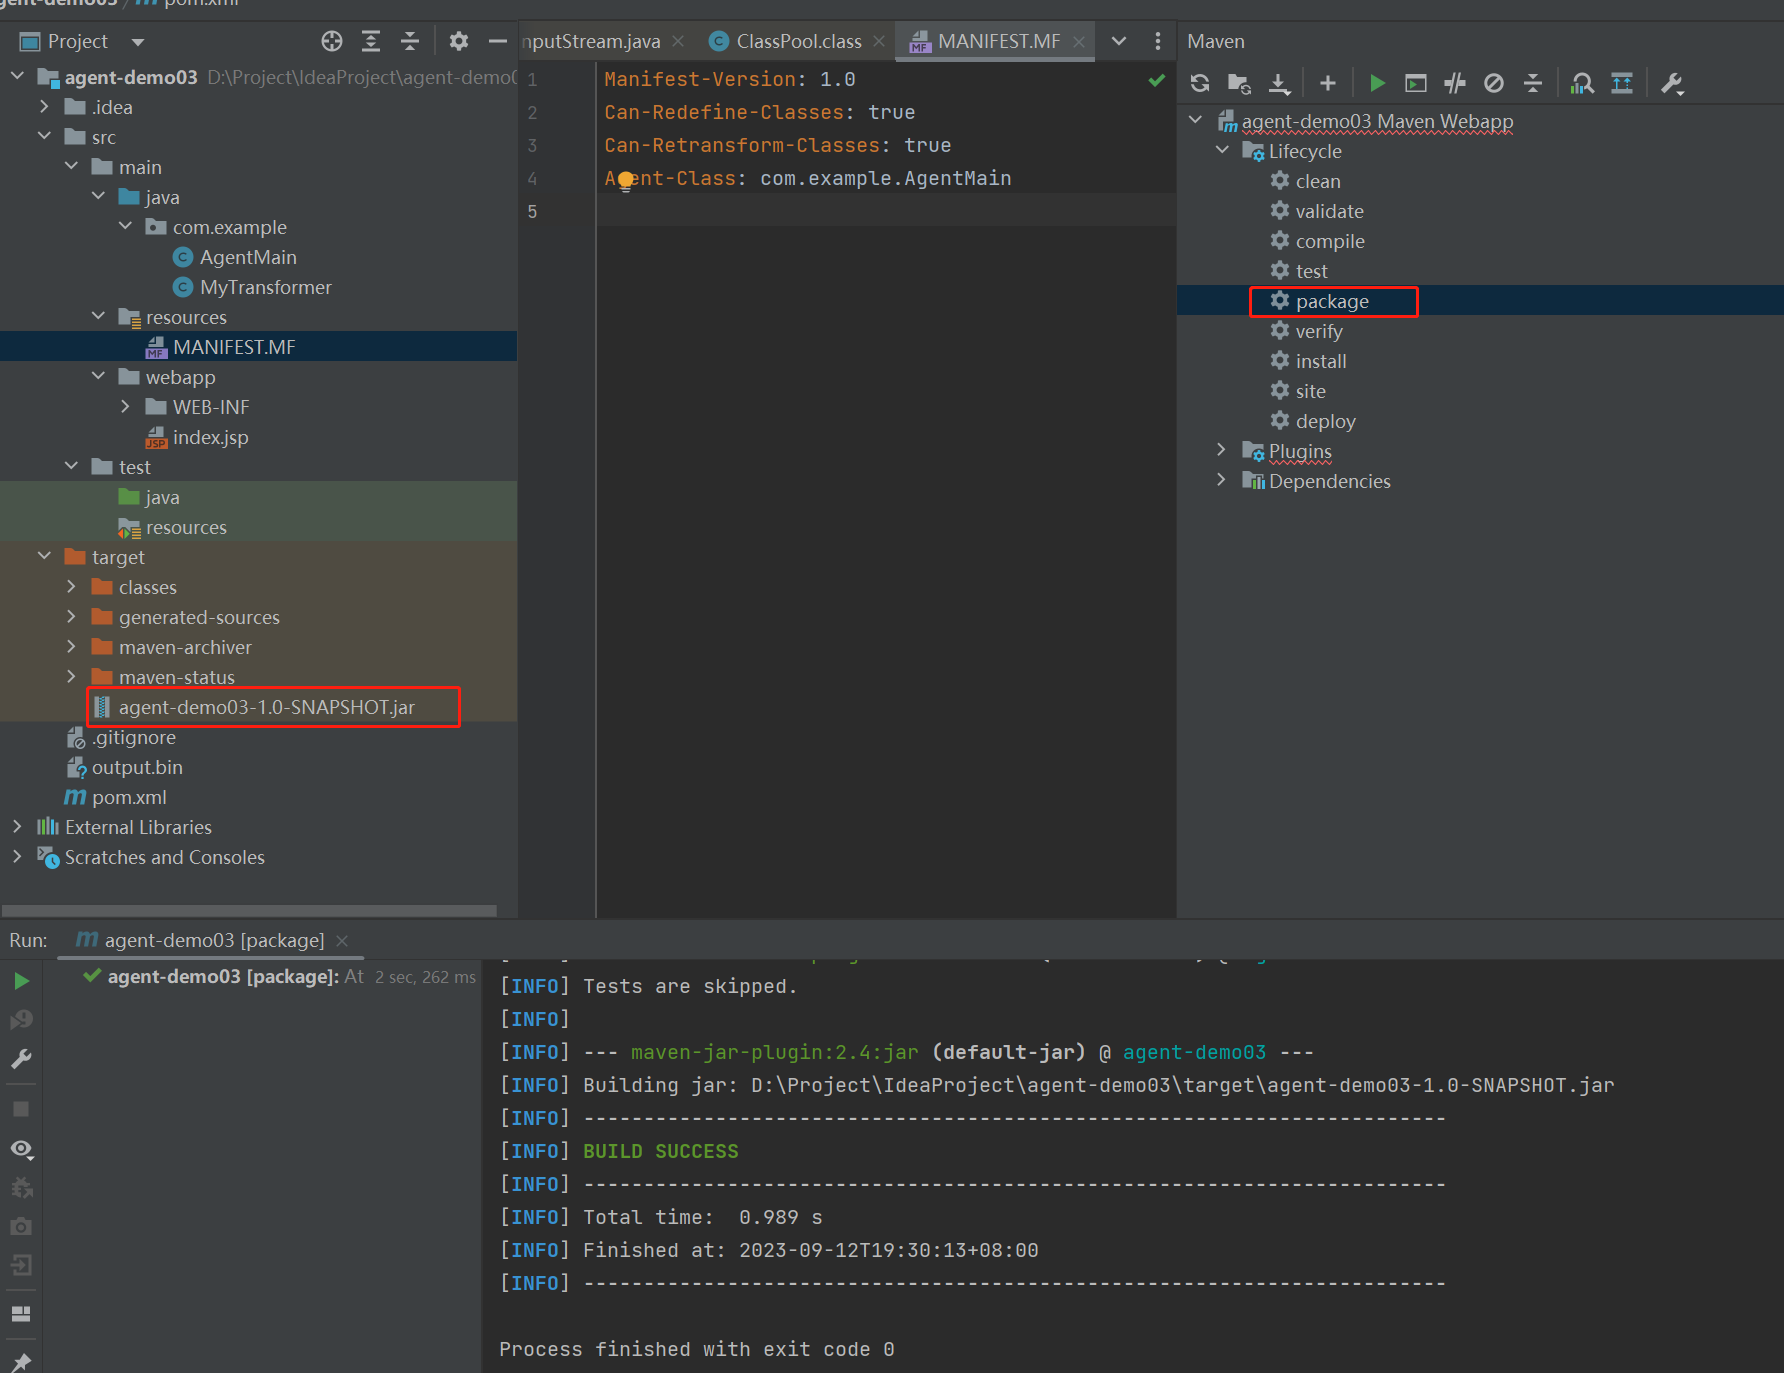 agent-demo03 / m pom.xml
Project
agent-demo03 D:\Project\IdeaProject\agent-demo0
.idea
src
main
java
com.example
AgentMain
MyTransformer
resources
MANIFEST.MF
webapp
WEB-INF
index.jsp
test
java
resources
target
classes
generated-sources
maven-archiver
maven-status
agent-demo03-1.0-SNAPSHOT.jar
.gitignore
output.bin
pom.xml
External Libraries
Scratches and Consoles
nputStream.java
ClassPool.class
MANIFEST.MF
1 Manifest-Version: 1.0
2 Can-Redefine-Classes: true
3 Can-Retransform-Classes: true
4 Agent-Class: com.example.AgentMain
5
Maven
agent-demo03 Maven Webapp
Lifecycle
clean
validate
compile
test
package
verify
install
site
deploy
Plugins
Dependencies
Run: agent-demo03 [package]
agent-demo03 [package]: At 2 sec, 262 ms
[INFO] Tests are skipped.
[INFO]
[INFO] --- maven-jar-plugin:2.4:jar (default-jar) @ agent-demo03 ---
[INFO] Building jar: D:\Project\IdeaProject\agent-demo03\target\agent-demo03-1.0-SNAPSHOT.jar
[INFO] ------------------------------------------------------------------------
[INFO] BUILD SUCCESS
[INFO] ------------------------------------------------------------------------
[INFO] Total time:  0.989 s
[INFO] Finished at: 2023-09-12T19:30:13+08:00
[INFO] ------------------------------------------------------------------------
Process finished with exit code 0